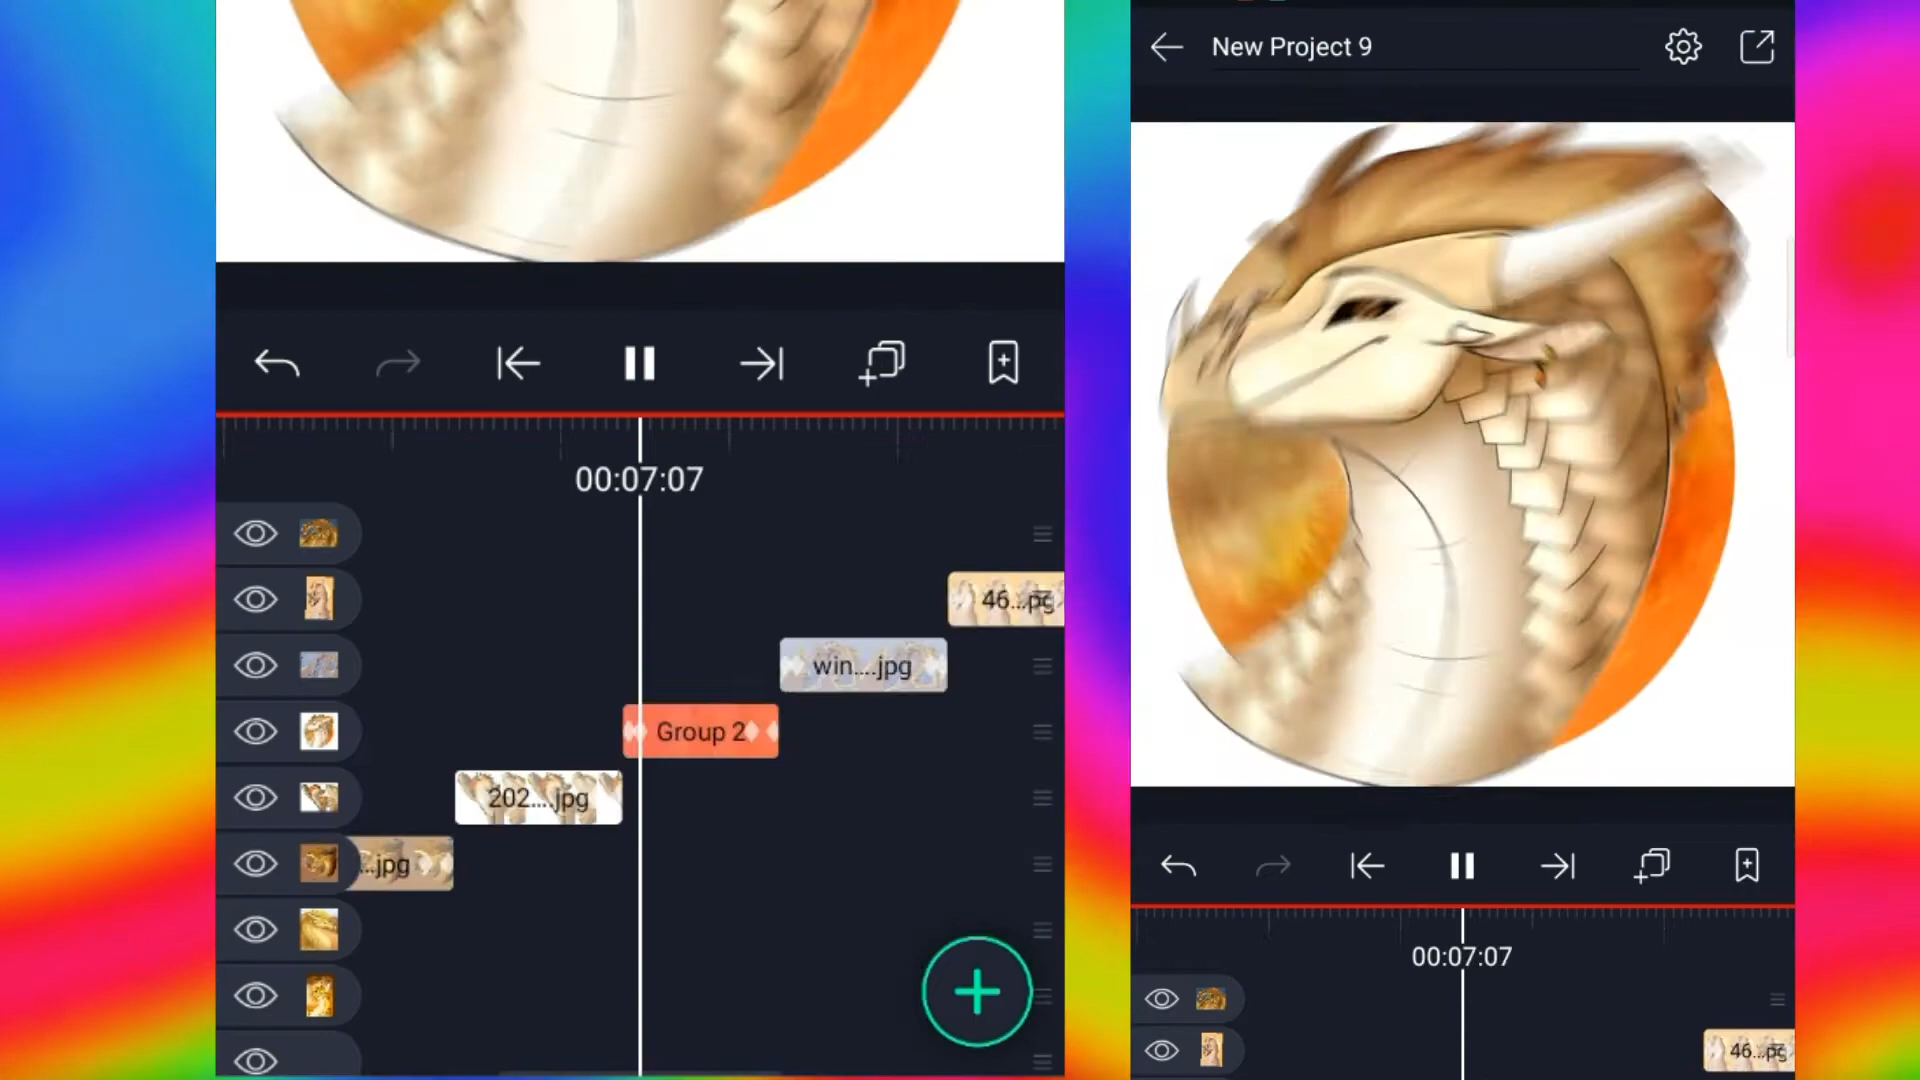 00:07:07
46...pg
win....jpg
Group 2
202....jpg
...jpg
New Project 9
00:07:07
46...pg